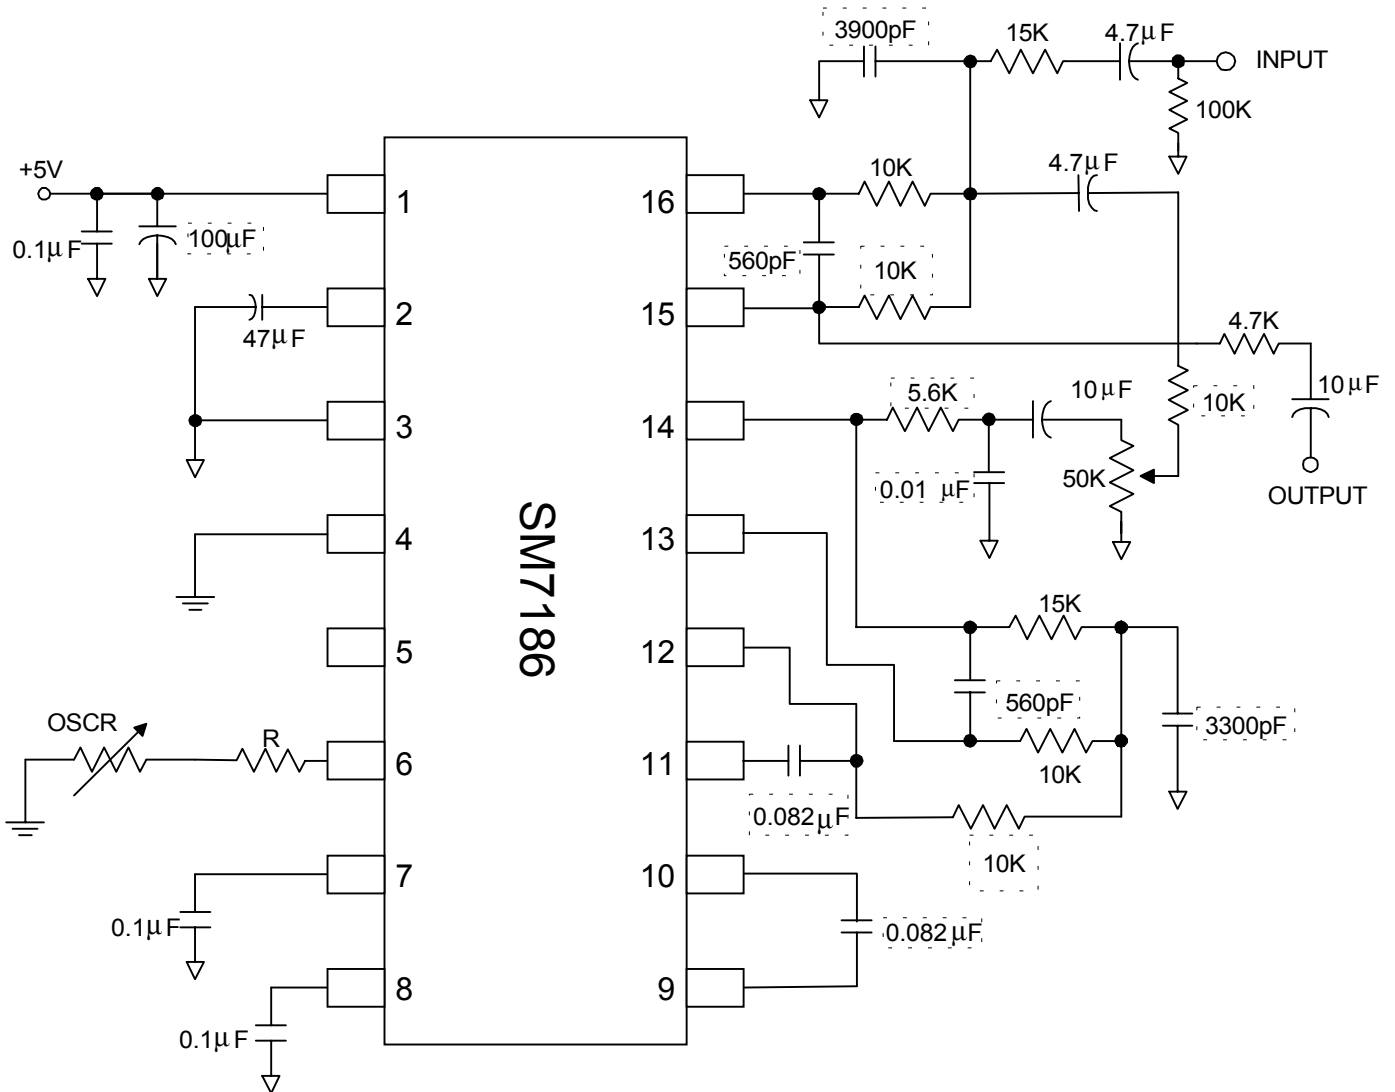 3900pF
15K
4.7μF
INPUT
100K
+5V
0.1μF
100μF
1
16
10K
4.7μF
560pF
10K
2
47μF
15
4.7K
10μF
OUTPUT
3
14
5.6K
10μF
10K
0.01 μF
50K
4
13
SM7186
5
12
15K
560pF
3300pF
10K
OSCR
R
6
11
0.082μF
10K
7
0.1μF
10
0.082μF
8
0.1μF
9